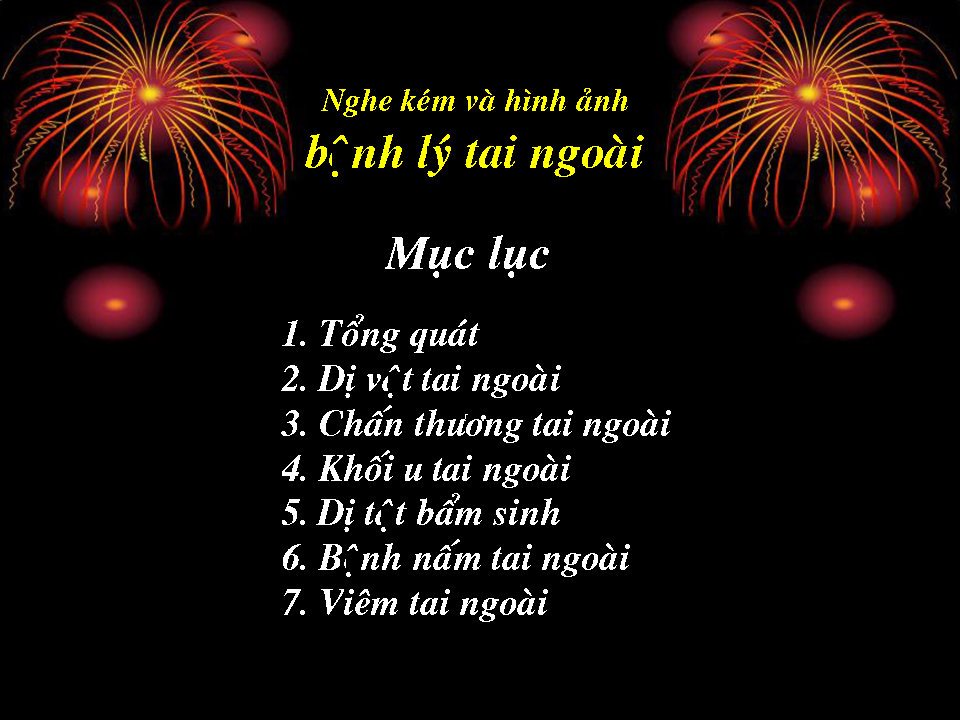 Nghe kém và hình ảnh
bệnh lý tai ngoài
Mục lục
1. Tổng quát
2. Dị vật tai ngoài
3. Chấn thương tai ngoài
4. Khối u tai ngoài
5. Dị tật bẩm sinh
6. Bệnh nấm tai ngoài
7. Viêm tai ngoài